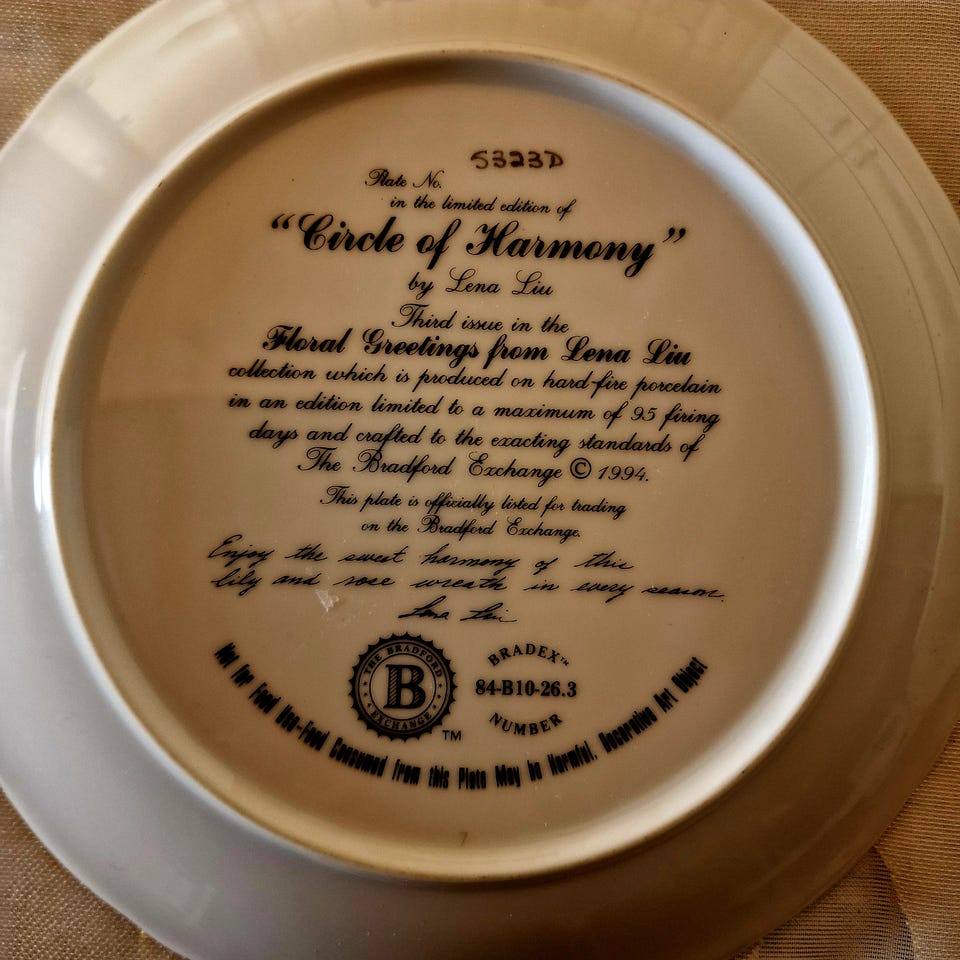 5323D
Plate No.
in the limited edition of
“Circle of Harmony”
by Lena Liu
Third issue in the
Floral Greetings from Lena Liu
collection which is produced on hard-fire porcelain
in an edition limited to a maximum of 95 firing
days and crafted to the exacting standards of
The Bradford Exchange © 1994.
This plate is officially listed for trading
on the Bradford Exchange.
Enjoy the sweet harmony of this
lily and rose wreath in every season.
Lena Liu
THE BRADFORD
B
EXCHANGE
TM
BRADEX™
84-B10-26.3
NUMBER
Not For Food Use-Food Consumed from this Plate May be Harmful. Decorative Art Object